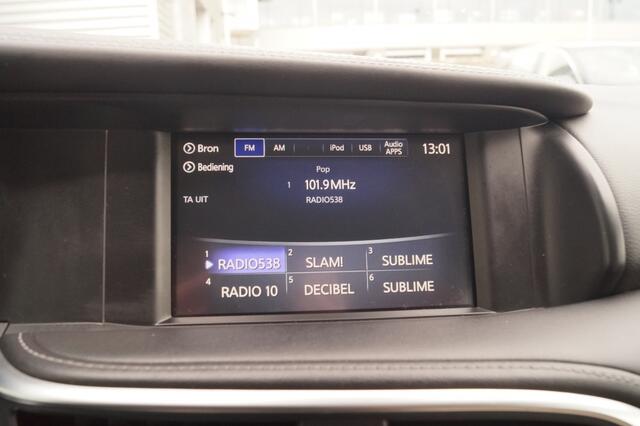 Bron FM AM iPod USB Audio APPS 13:01
Bediening
Pop
1 101.9MHz
TA UIT RADIO538
1 RADIO538 2 SLAM! 3 SUBLIME
4 RADIO 10 5 DECIBEL 6 SUBLIME